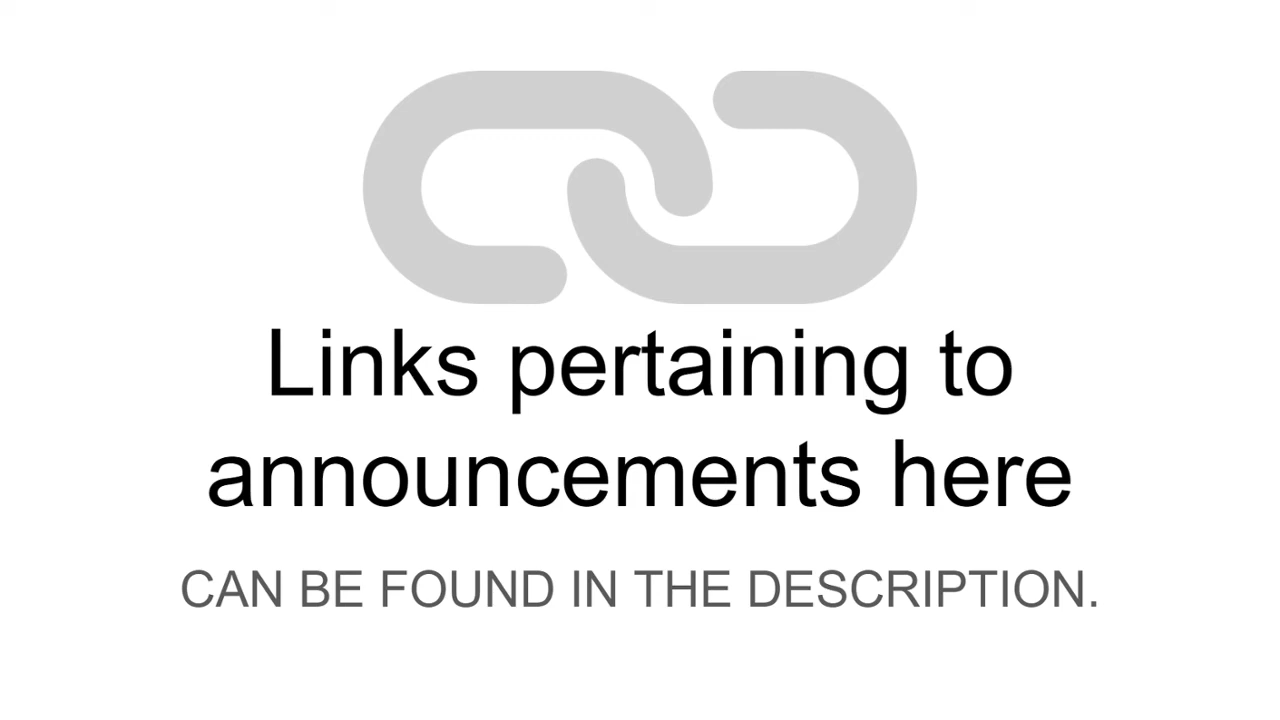 Links pertaining to
announcements here
CAN BE FOUND IN THE DESCRIPTION.